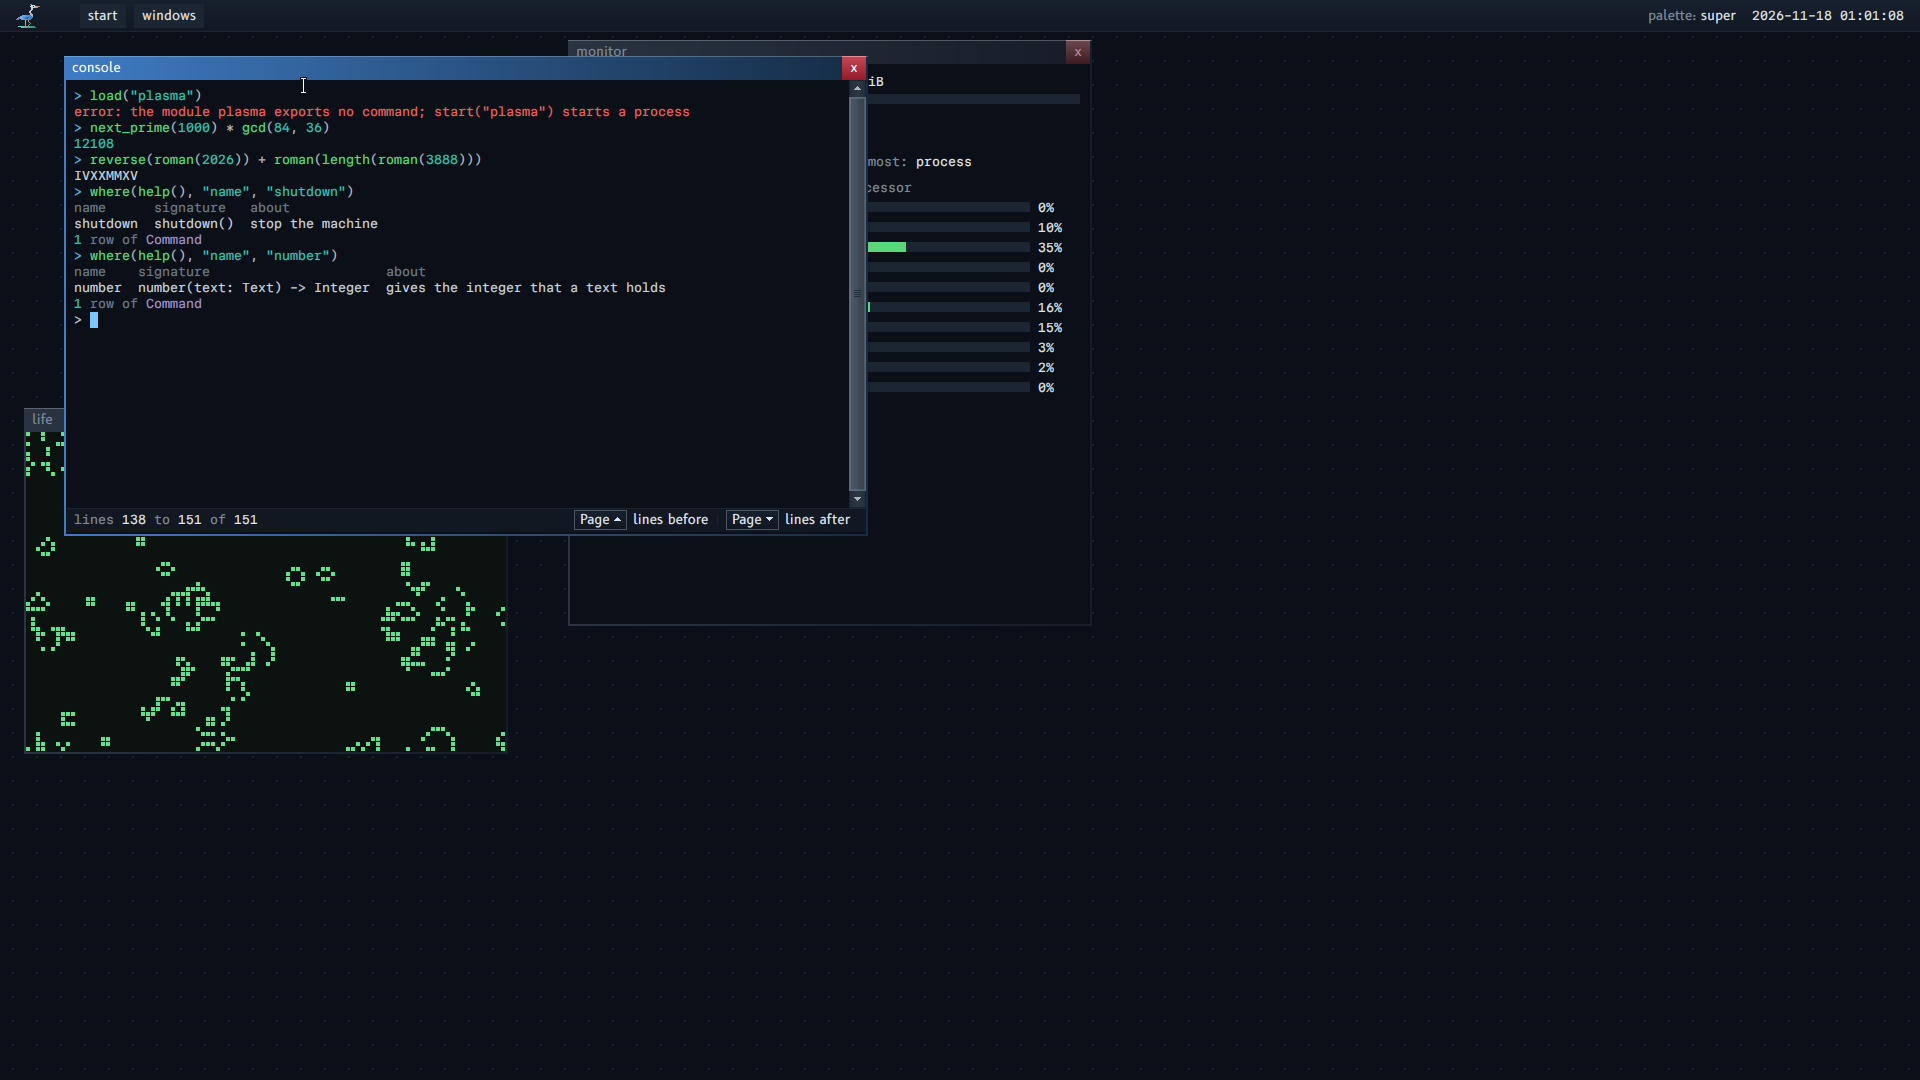 start windows palette: super 2026-11-18 01:01:08
monitor x
console x
iB
> load("plasma")
error: the module plasma exports no command; start("plasma") starts a process
> next_prime(1000) * gcd(84, 36)
12108
> reverse(roman(2026)) + roman(length(roman(3888)))
IVXXMMXV
> where(help(), "name", "shutdown")
name signature about
shutdown shutdown() stop the machine
1 row of Command
> where(help(), "name", "number")
name signature about
number number(text: Text) -> Integer gives the integer that a text holds
1 row of Command
>
most: process
cessor
0%
10%
35%
0%
0%
16%
15%
3%
2%
0%
life
lines 138 to 151 of 151 Page lines before Page lines after